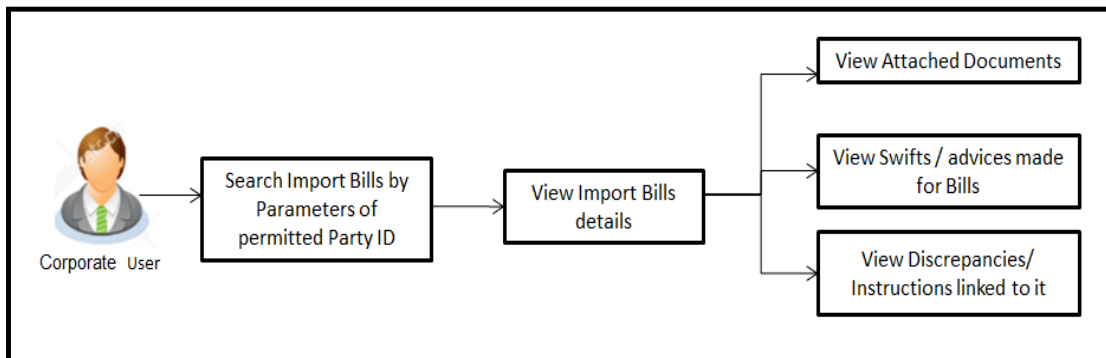 Corporate User
Search Import Bills by
Parameters of
permitted Party ID
View Import Bills
details
View Attached Documents
View Swifts / advices made
for Bills
View Discrepancies/
Instructions linked to it